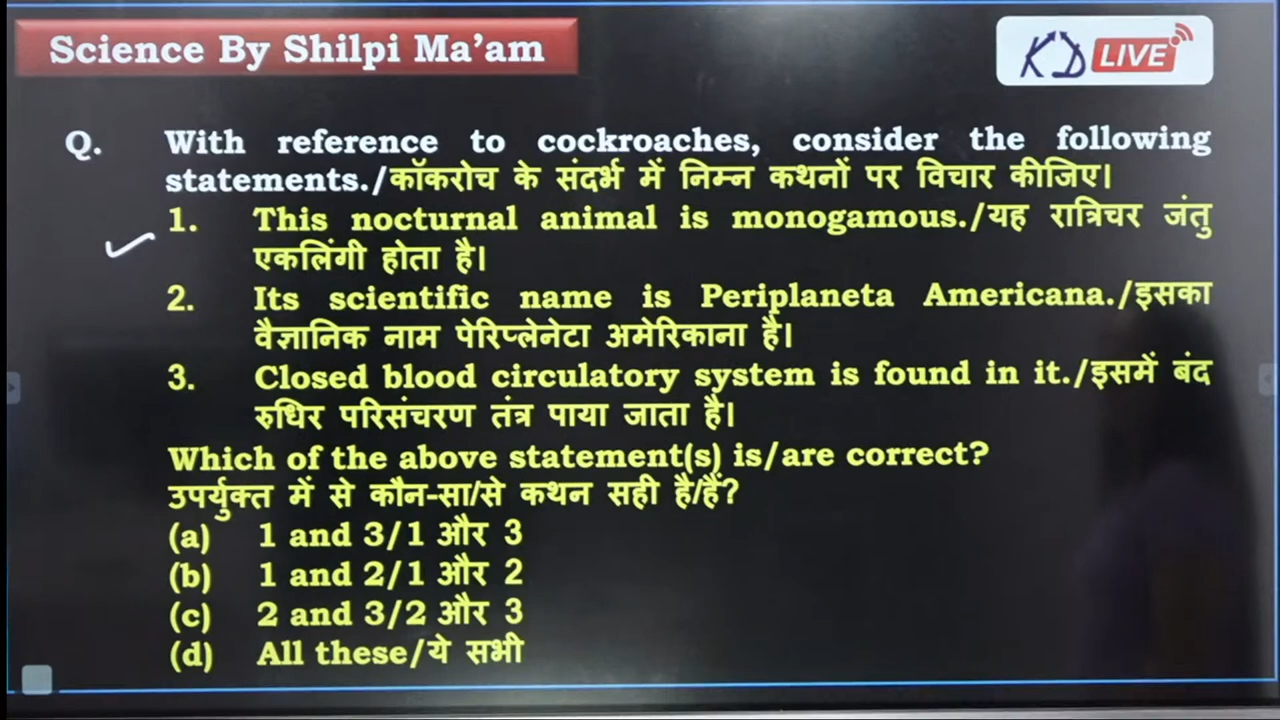 Science By Shilpi Ma’am
KD LIVE
Q. With reference to cockroaches, consider the following
statements./कॉकरोच के संदर्भ में निम्न कथनों पर विचार कीजिए।
1. This nocturnal animal is monogamous./यह रात्रिचर जंतु
एकलिंगी होता है।
2. Its scientific name is Periplaneta Americana./इसका
वैज्ञानिक नाम पेरिप्लेनेटा अमेरिकाना है।
3. Closed blood circulatory system is found in it./इसमें बंद
रुधिर परिसंचरण तंत्र पाया जाता है।
Which of the above statement(s) is/are correct?
उपर्युक्त में से कौन-सा/से कथन सही है/हैं?
(a) 1 and 3/1 और 3
(b) 1 and 2/1 और 2
(c) 2 and 3/2 और 3
(d) All these/ये सभी